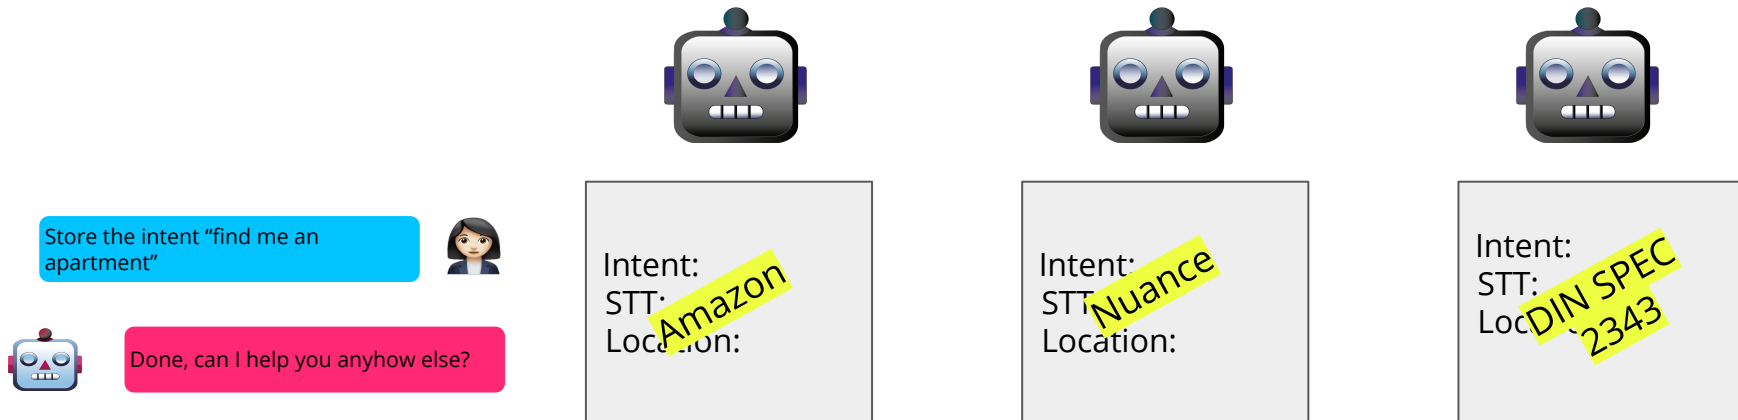 Store the intent “find me an
apartment”
Done, can I help you anyhow else?
Intent:
STT:
Location:
Amazon
Intent:
STT
Location:
Nuance
Intent:
STT:
DIN SPEC
2343